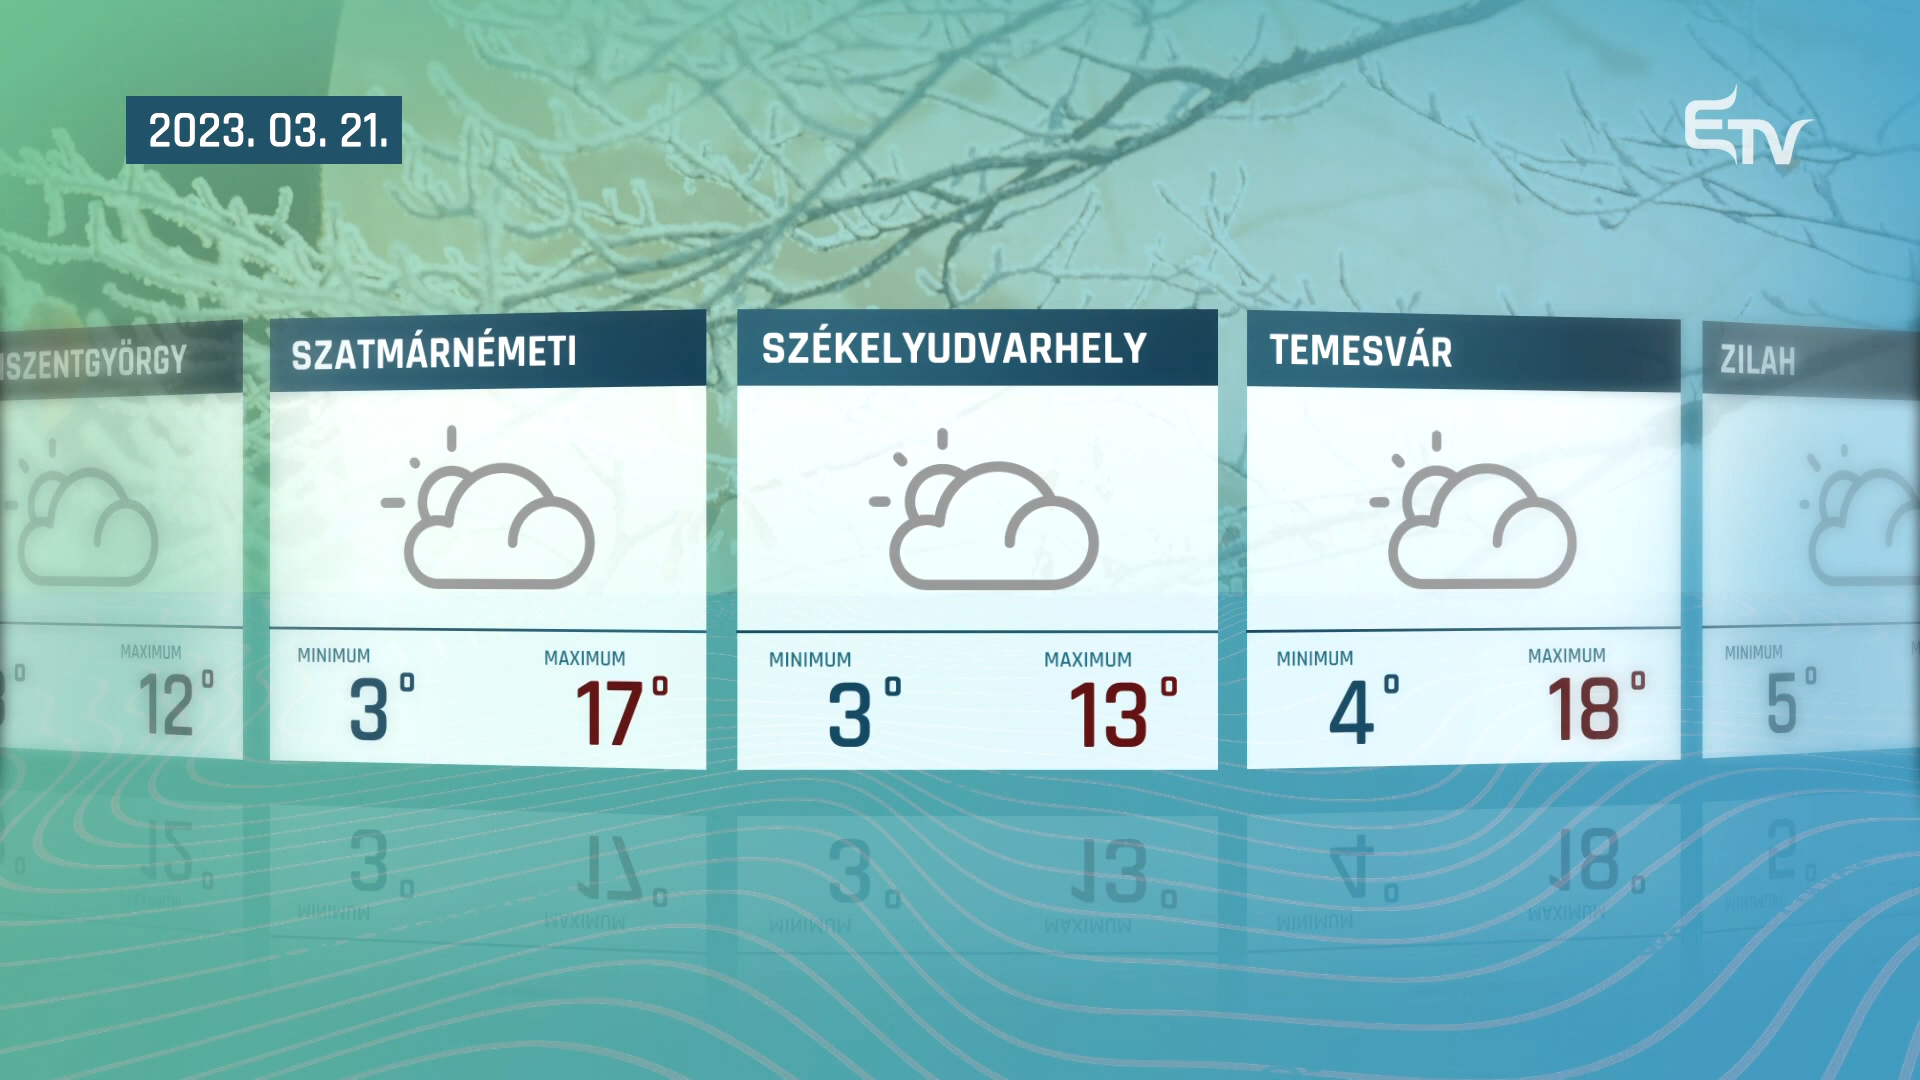 2023. 03. 21.
ETV
ISZENTGYÖRGY
MAXIMUM
12°
SZATMÁRNÉMETI
MINIMUM MAXIMUM
3° 17°
SZÉKELYUDVARHELY
MINIMUM MAXIMUM
3° 13°
TEMESVÁR
MINIMUM MAXIMUM
4° 18°
ZILAH
MINIMUM
5°